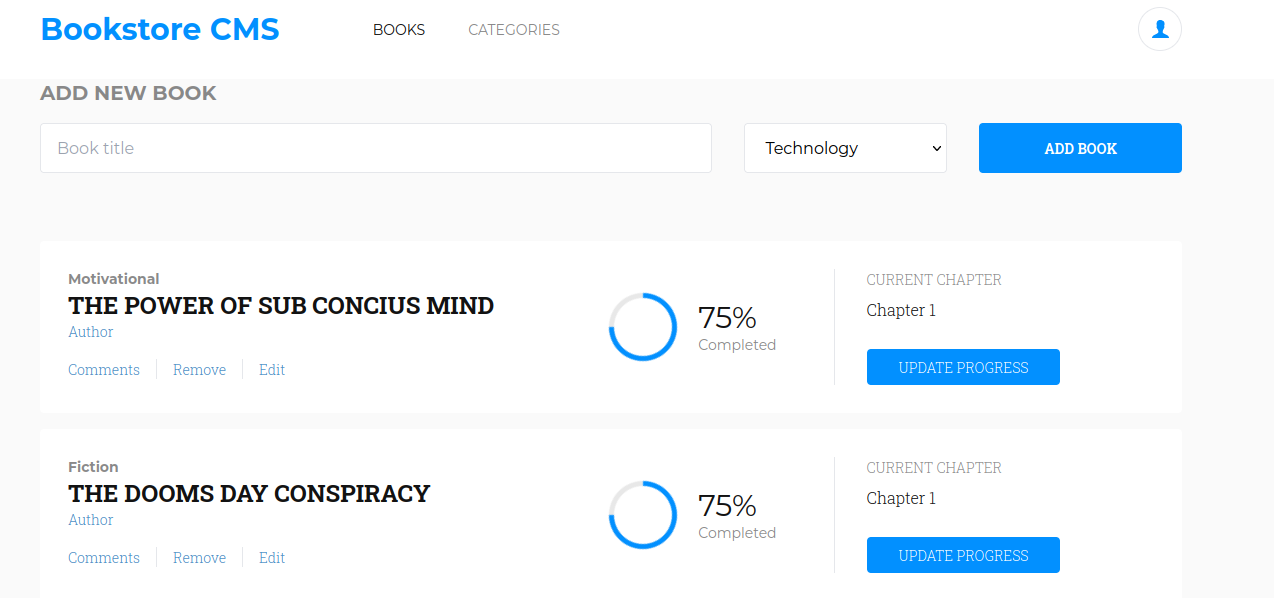 Bookstore CMS
BOOKS
CATEGORIES
ADD NEW BOOK
Book title
Technology
ADD BOOK
Motivational
THE POWER OF SUB CONCIUS MIND
Author
Comments
Remove
Edit
75%
Completed
CURRENT CHAPTER
Chapter 1
UPDATE PROGRESS
Fiction
THE DOOMS DAY CONSPIRACY
Author
Comments
Remove
Edit
75%
Completed
CURRENT CHAPTER
Chapter 1
UPDATE PROGRESS